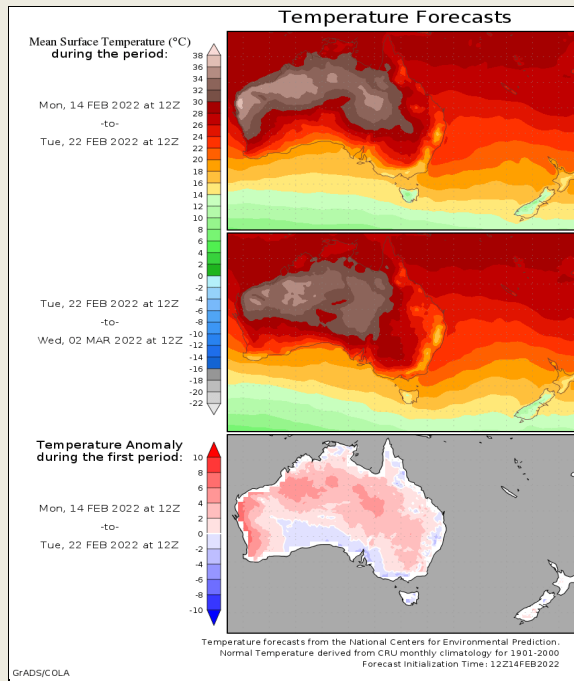 Temperature Forecasts
Mean Surface Temperature (°C)
during the period:
Mon, 14 FEB 2022 at 12Z
-to-
Tue, 22 FEB 2022 at 12Z
38
36
34
32
30
28
26
24
22
20
18
16
14
12
10
8
6
4
2
0
-2
-4
-6
-8
-10
-12
-14
-16
-18
-20
-22
Tue, 22 FEB 2022 at 12Z
-to-
Wed, 02 MAR 2022 at 12Z
Temperature Anomaly
during the first period:
Mon, 14 FEB 2022 at 12Z
-to-
Tue, 22 FEB 2022 at 12Z
10
8
6
4
2
0
-2
-4
-6
-8
-10
Temperature forecasts from the National Centers for Environmental Prediction.
Normal Temperature derived from CRU monthly climatology for 1901-2000
Forecast Initialization Time: 12Z14FEB2022
GrADS/COLA